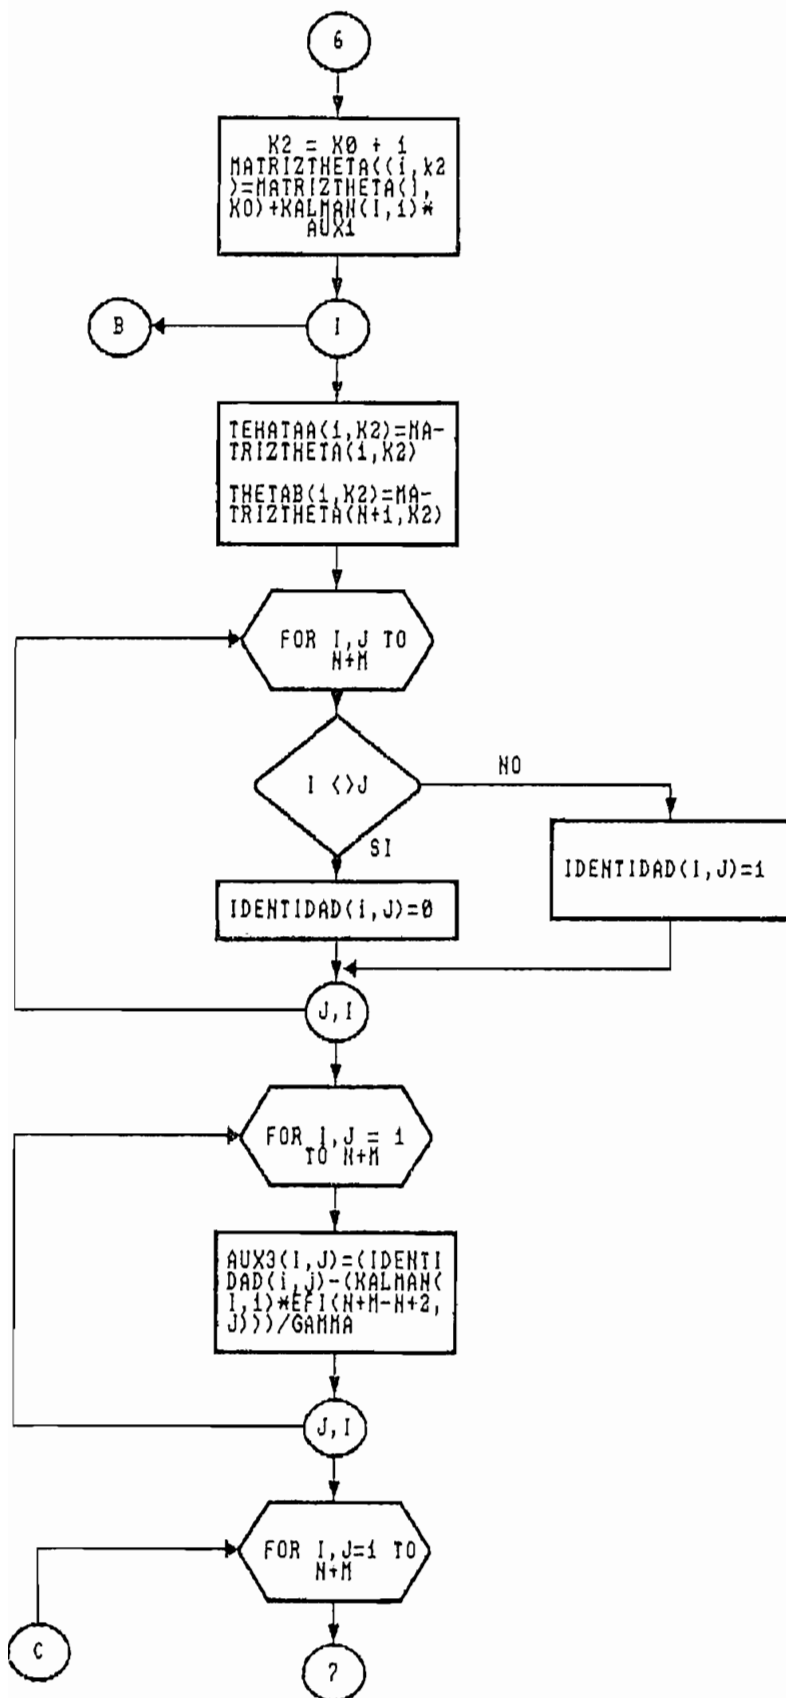 6
K2 = K0 + 1
MATRIZTHETA((i,k2
)=MATRIZTHETA(i,
K0)+KALMAN(I,1)*
AUX1
B
I
TEHATAA(1,K2)=MA-
TRIZTHETA(1,K2)
THETAB(1,K2)=MA-
TRIZTHETA(N+1,K2)
FOR I,J TO
N+M
I <>J
NO
SI
IDENTIDAD(I,J)=1
IDENTIDAD(i,J)=0
J,I
FOR I,J = 1
TO N+M
AUX3(I,J)=(IDENTI
DAD(i,j)-(KALMAN(
I,1)*EFI(N+M-N+2,
J)))/GAMMA
J,I
FOR I,J=1 TO
N+M
C
7